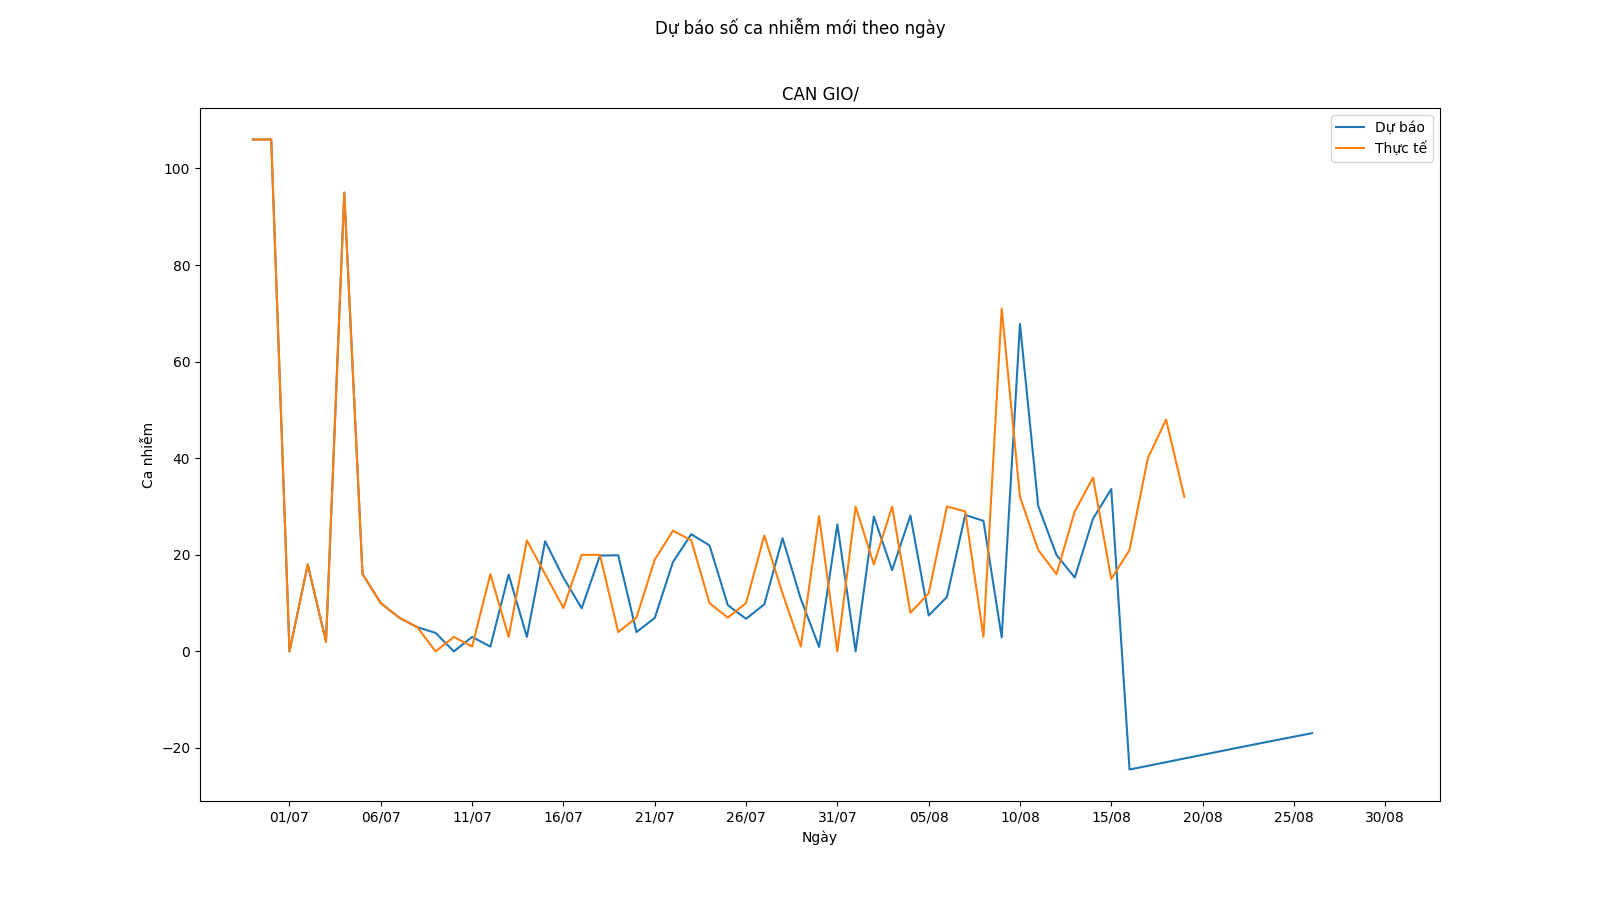 Dự báo số ca nhiễm mới theo ngày
CAN GIO/
Dự báo
Thực tế
100
80
60
40
20
0
−20
Ca nhiễm
01/07 06/07 11/07 16/07 21/07 26/07 31/07 05/08 10/08 15/08 20/08 25/08 30/08
Ngày